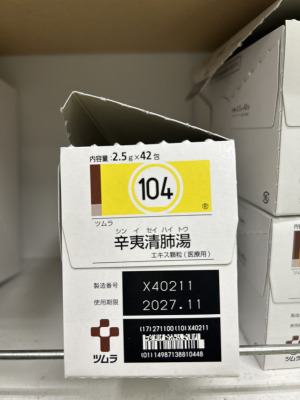 内容量:2.5g×42包
104
ツムラ
シン イ セイ ハイ トウ
辛夷清肺湯
エキス顆粒(医療用)
製造番号 X40211
使用期限 2027.11
(17)271100(10)X40211
(01)14987138810448
ツムラ